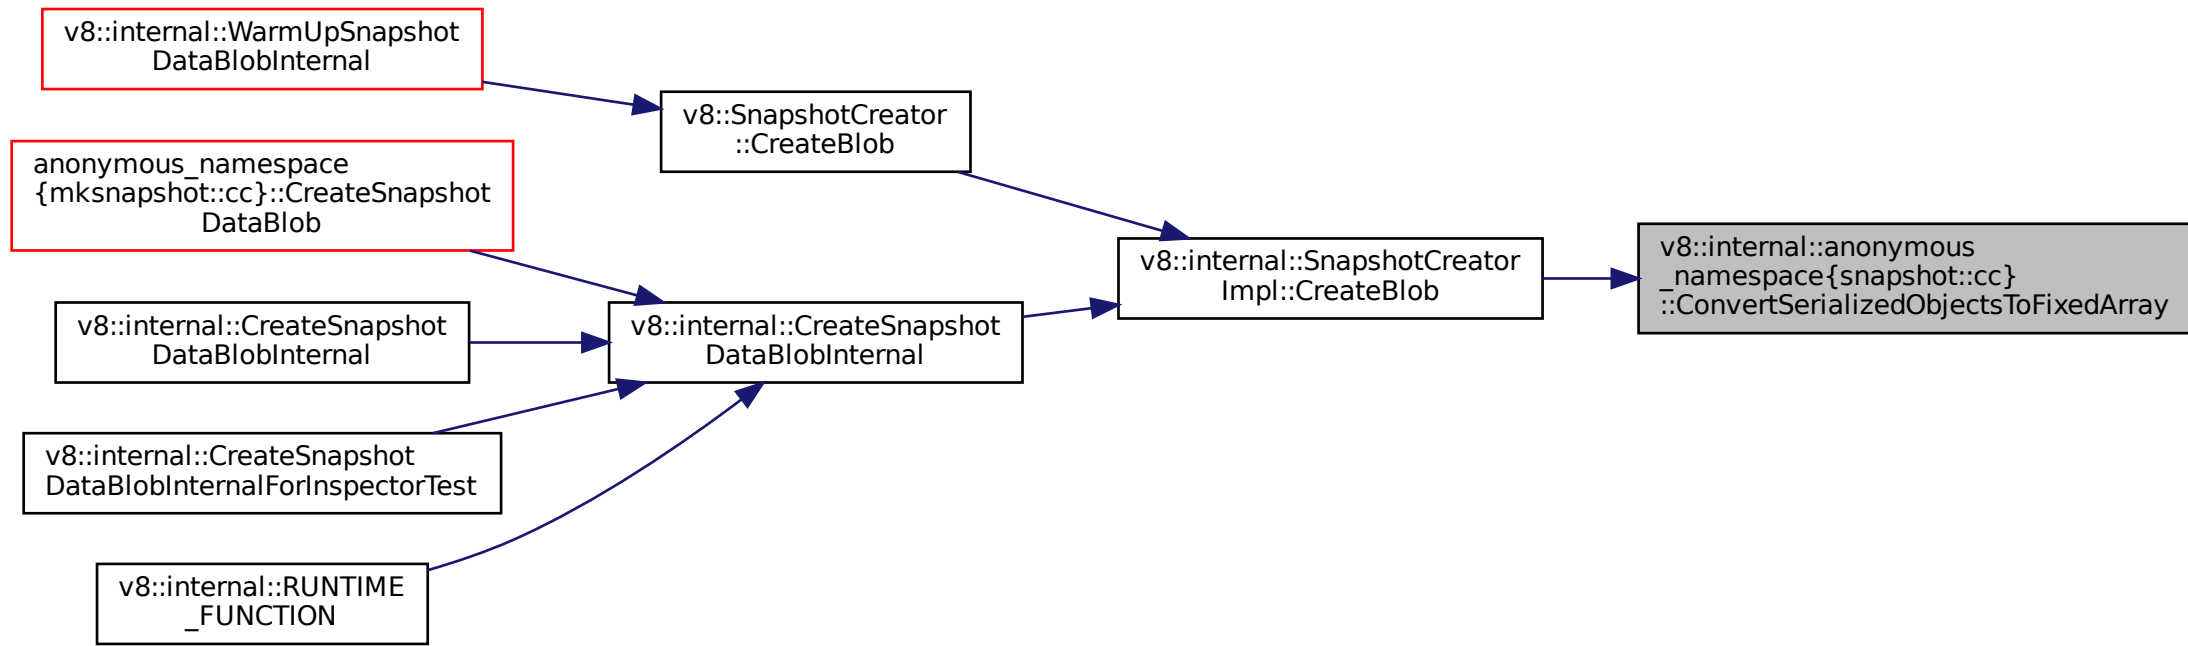 v8::internal::WarmUpSnapshot
DataBlobInternal
anonymous_namespace
{mksnapshot::cc}::CreateSnapshot
DataBlob
v8::internal::CreateSnapshot
DataBlobInternal
v8::internal::CreateSnapshot
DataBlobInternalForInspectorTest
v8::internal::RUNTIME
_FUNCTION
v8::SnapshotCreator
::CreateBlob
v8::internal::CreateSnapshot
DataBlobInternal
v8::internal::SnapshotCreator
Impl::CreateBlob
v8::internal::anonymous
_namespace{snapshot::cc}
::ConvertSerializedObjectsToFixedArray